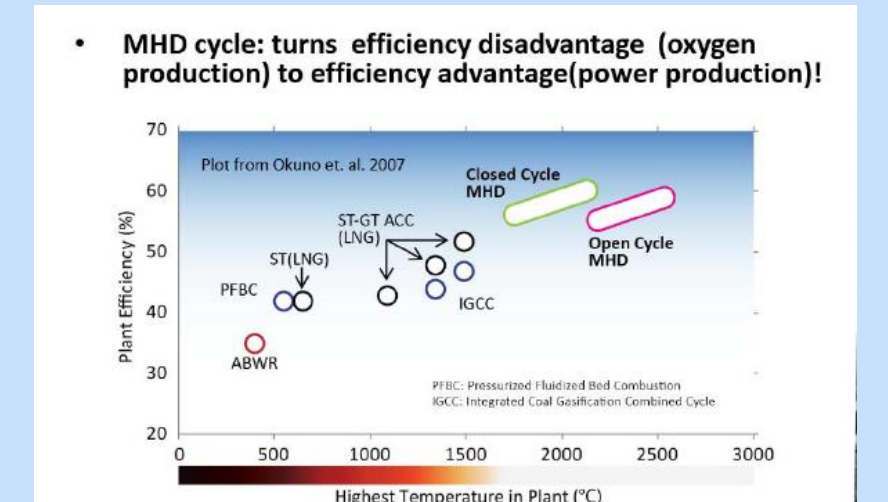 • MHD cycle: turns efficiency disadvantage (oxygen
production) to efficiency advantage(power production)!
70
Plot from Okuno et. al. 2007
Closed Cycle
MHD
60
ST-GT ACC
(LNG)
Open Cycle
MHD
50
ST(LNG)
PFBC
IGCC
40
ABWR
30
PFBC: Pressurized Fluidized Bed Combustion
IGCC: Integrated Coal Gasification Combined Cycle
20
Plant Efficiency (%)
0 500 1000 1500 2000 2500 3000
Highest Temperature in Plant (°C)